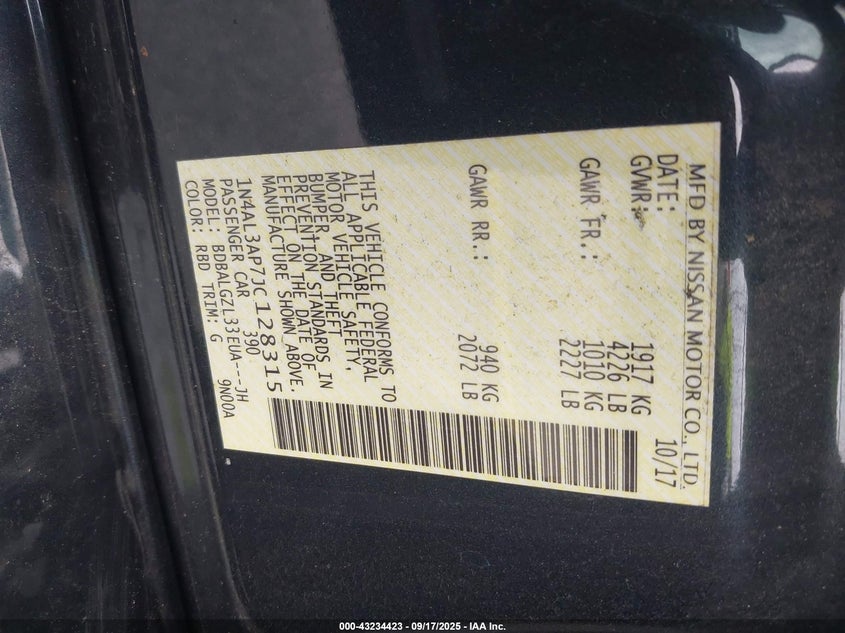 MFD BY NISSAN MOTOR CO., LTD.
DATE: 10/17
GVWR: 1917 KG
4226 LB
GAWR FR.: 1010 KG
2227 LB
GAWR RR.: 940 KG
2072 LB
THIS VEHICLE CONFORMS TO
ALL APPLICABLE FEDERAL
MOTOR VEHICLE SAFETY,
BUMPER, AND THEFT
PREVENTION STANDARDS IN
EFFECT ON THE DATE OF
MANUFACTURE SHOWN ABOVE.
1N4AL3AP7JC128315
PASSENGER CAR 390
MODEL: BDBALGZL33EUA---JH
COLOR: RBD TRIM: G 9N00A
000-43234423 - 09/17/2025 - IAA Inc.